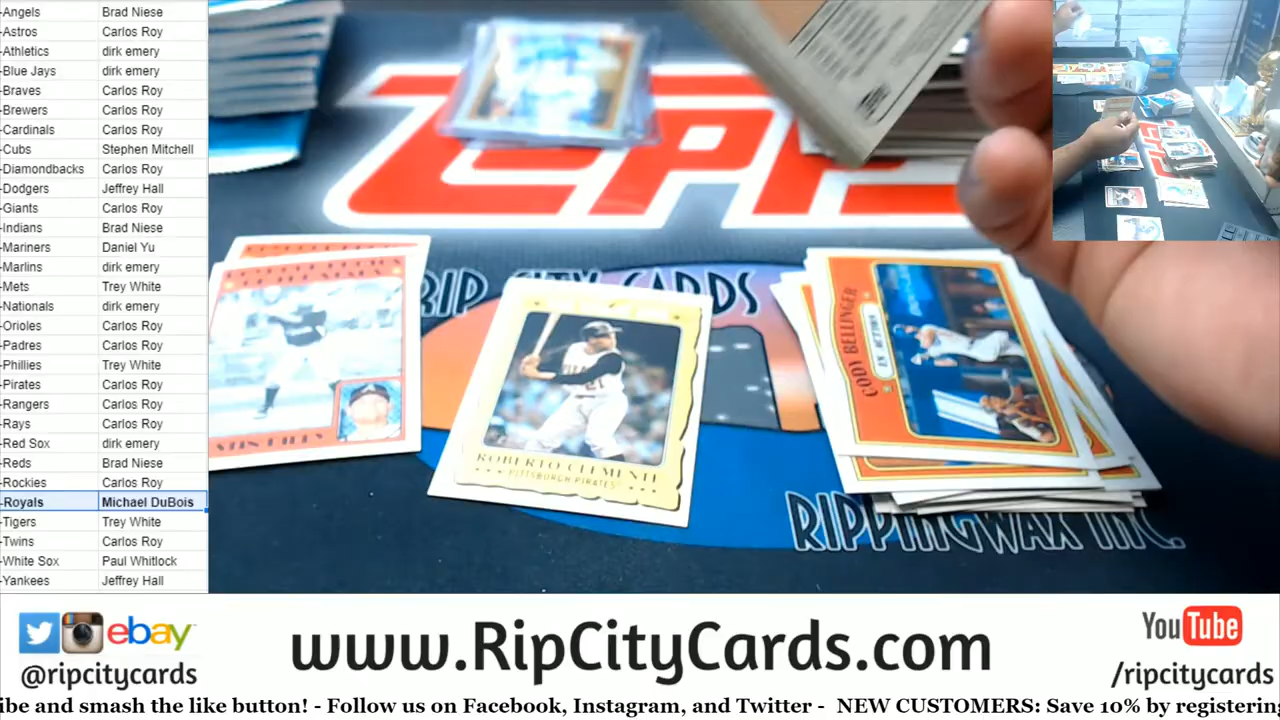 -Angels Brad Niese
-Astros Carlos Roy
-Athletics dirk emery
-Blue Jays dirk emery
-Braves Carlos Roy
-Brewers Carlos Roy
-Cardinals Carlos Roy
-Cubs Stephen Mitchell
-Diamondbacks Carlos Roy
-Dodgers Jeffrey Hall
-Giants Carlos Roy
-Indians Brad Niese
-Mariners Daniel Yu
-Marlins dirk emery
-Mets Trey White
-Nationals dirk emery
-Orioles Carlos Roy
-Padres Carlos Roy
-Phillies Trey White
-Pirates Carlos Roy
-Rangers Carlos Roy
-Rays Carlos Roy
-Red Sox dirk emery
-Reds Brad Niese
-Rockies Carlos Roy
-Royals Michael DuBois
-Tigers Trey White
-Twins Carlos Roy
-White Sox Paul Whitlock
-Yankees Jeffrey Hall
RIP CITY CARDS
CODY BELLINGER
IN ACTION
21
ROBERTO CLEMENTE
PITTSBURGH PIRATES
RIPPINGWAX INC.
ebay
@ripcitycards
www.RipCityCards.com
YouTube
/ripcitycards
ibe and smash the like button! - Follow us on Facebook, Instagram, and Twitter - NEW CUSTOMERS: Save 10% by registering